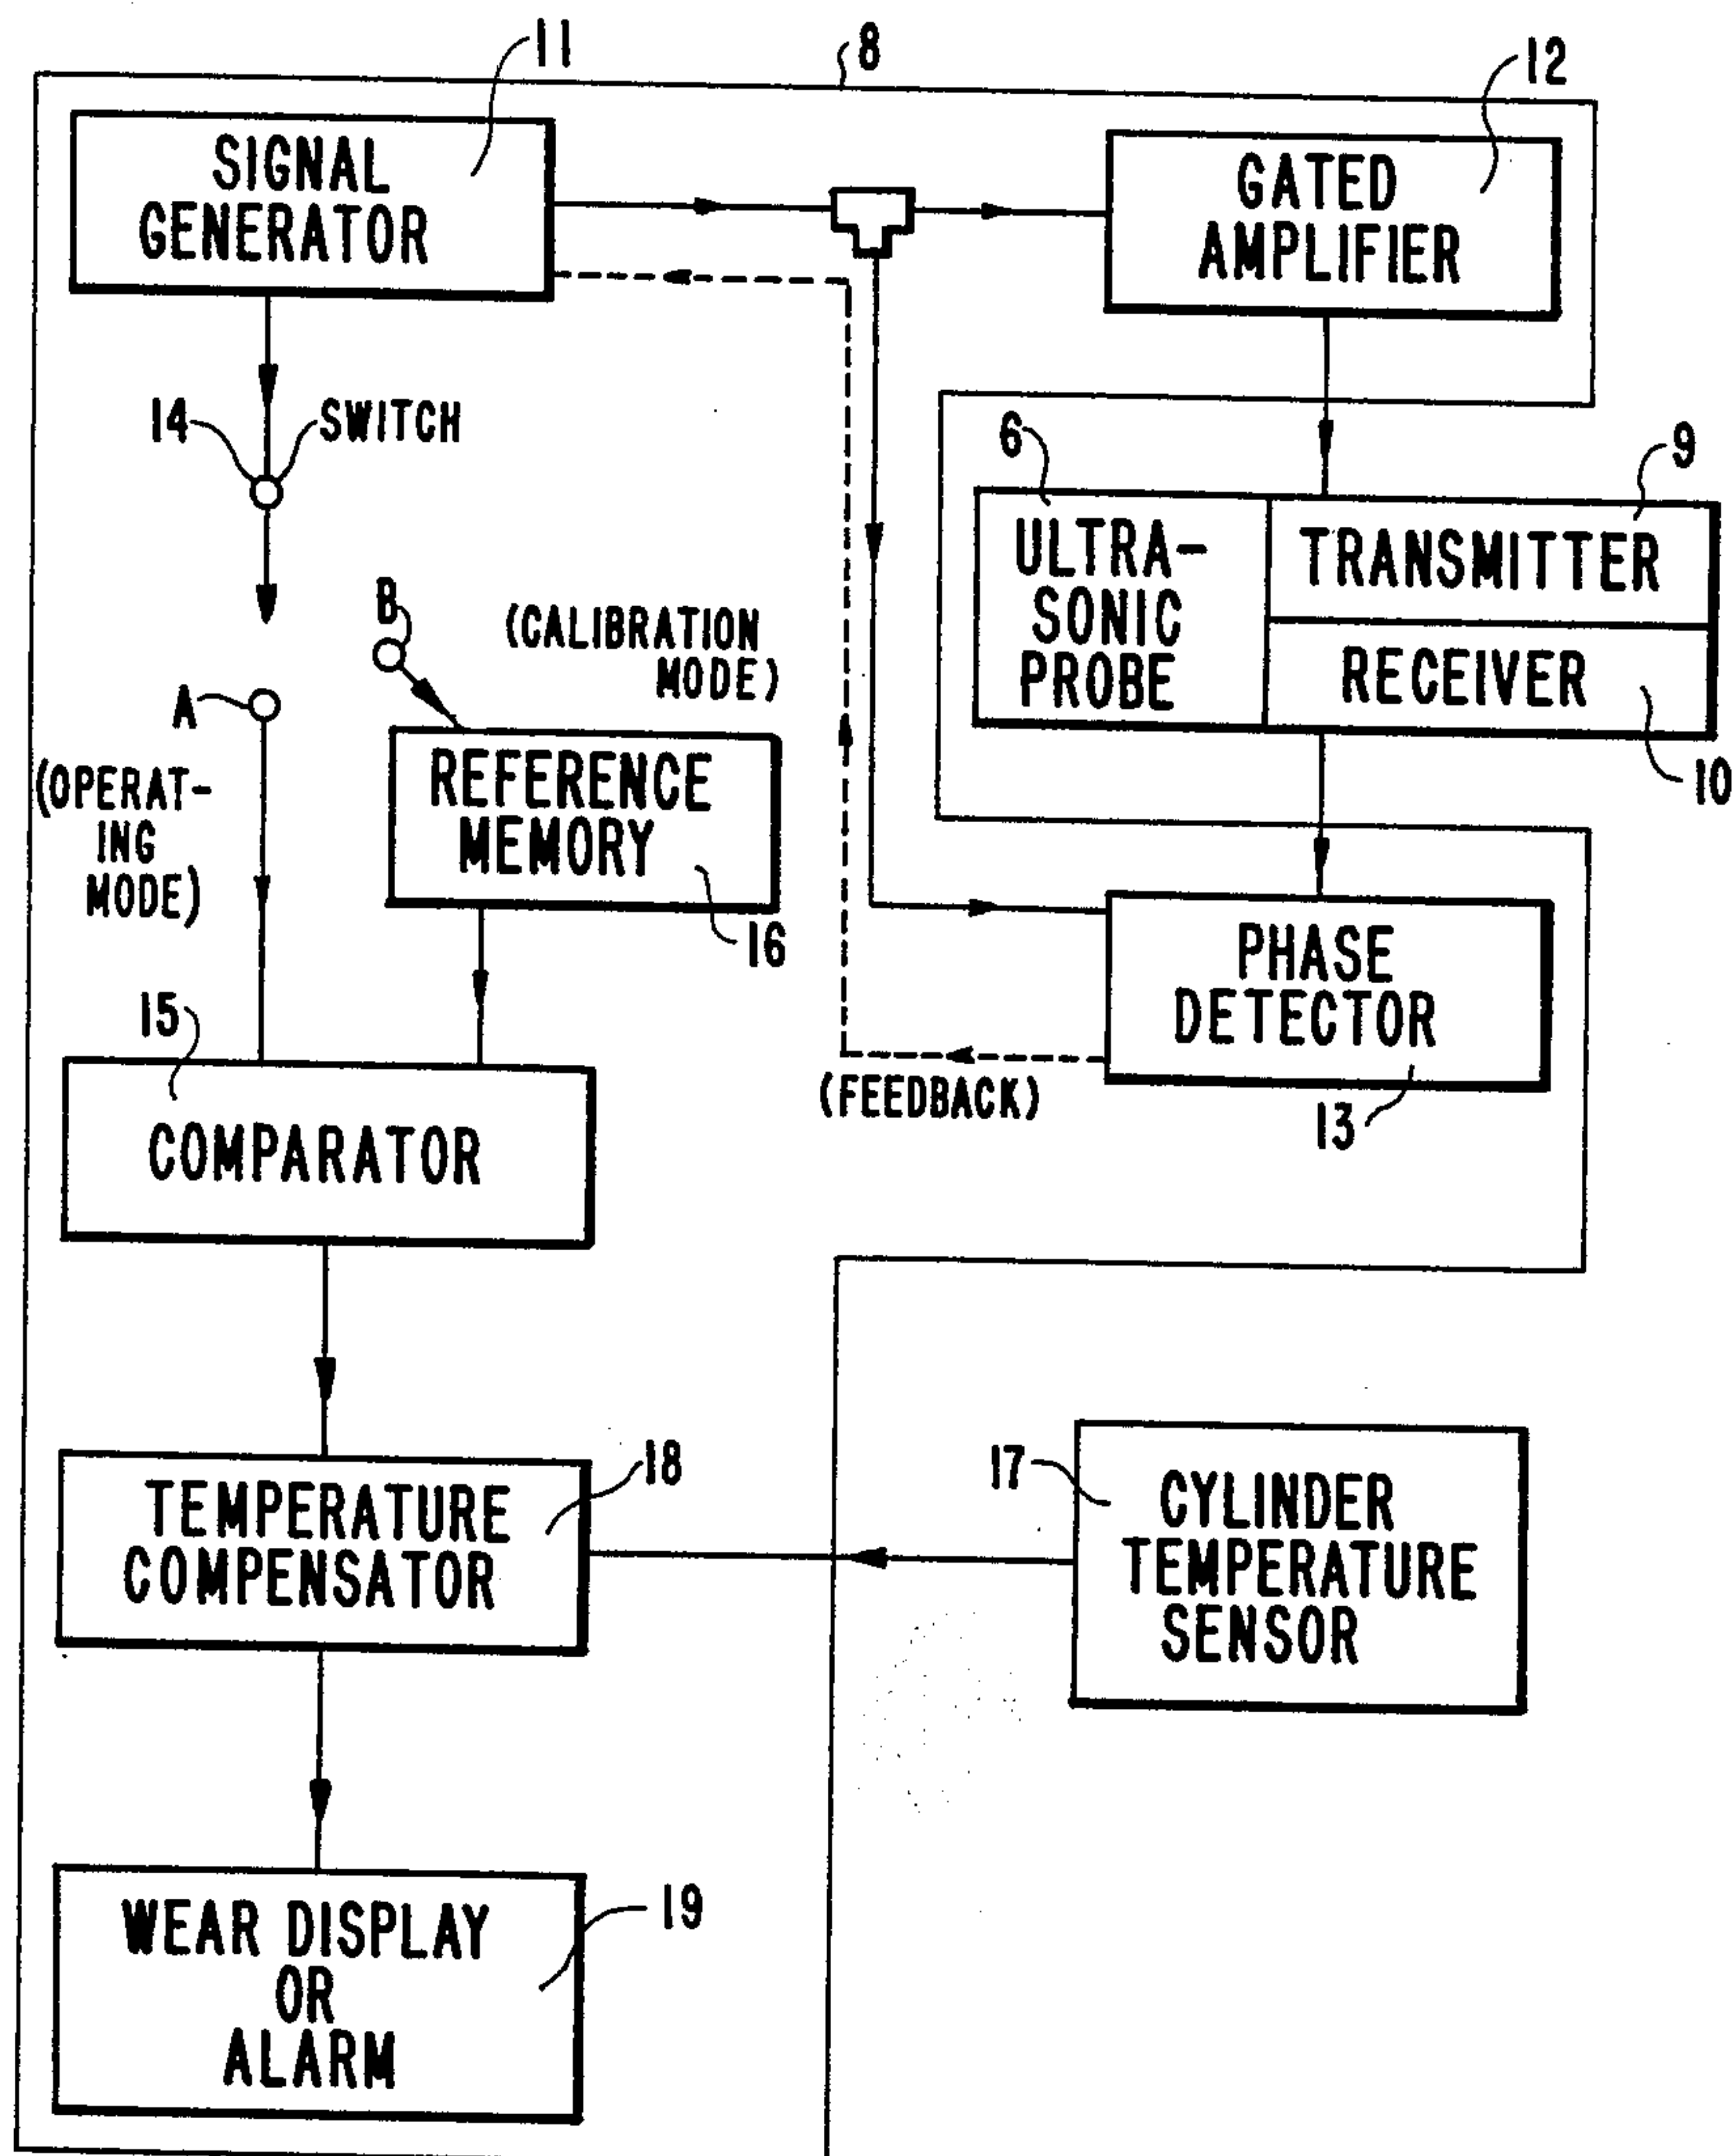 11
8
12
SIGNAL
GENERATOR
GATED
AMPLIFIER
14
SWITCH
6
9
ULTRA-
SONIC
PROBE
TRANSMITTER
RECEIVER
10
B
(CALIBRATION
MODE)
A
(OPERAT-
ING
MODE)
REFERENCE
MEMORY
16
PHASE
DETECTOR
13
(FEEDBACK)
15
COMPARATOR
18
TEMPERATURE
COMPENSATOR
17
CYLINDER
TEMPERATURE
SENSOR
19
WEAR DISPLAY
OR
ALARM